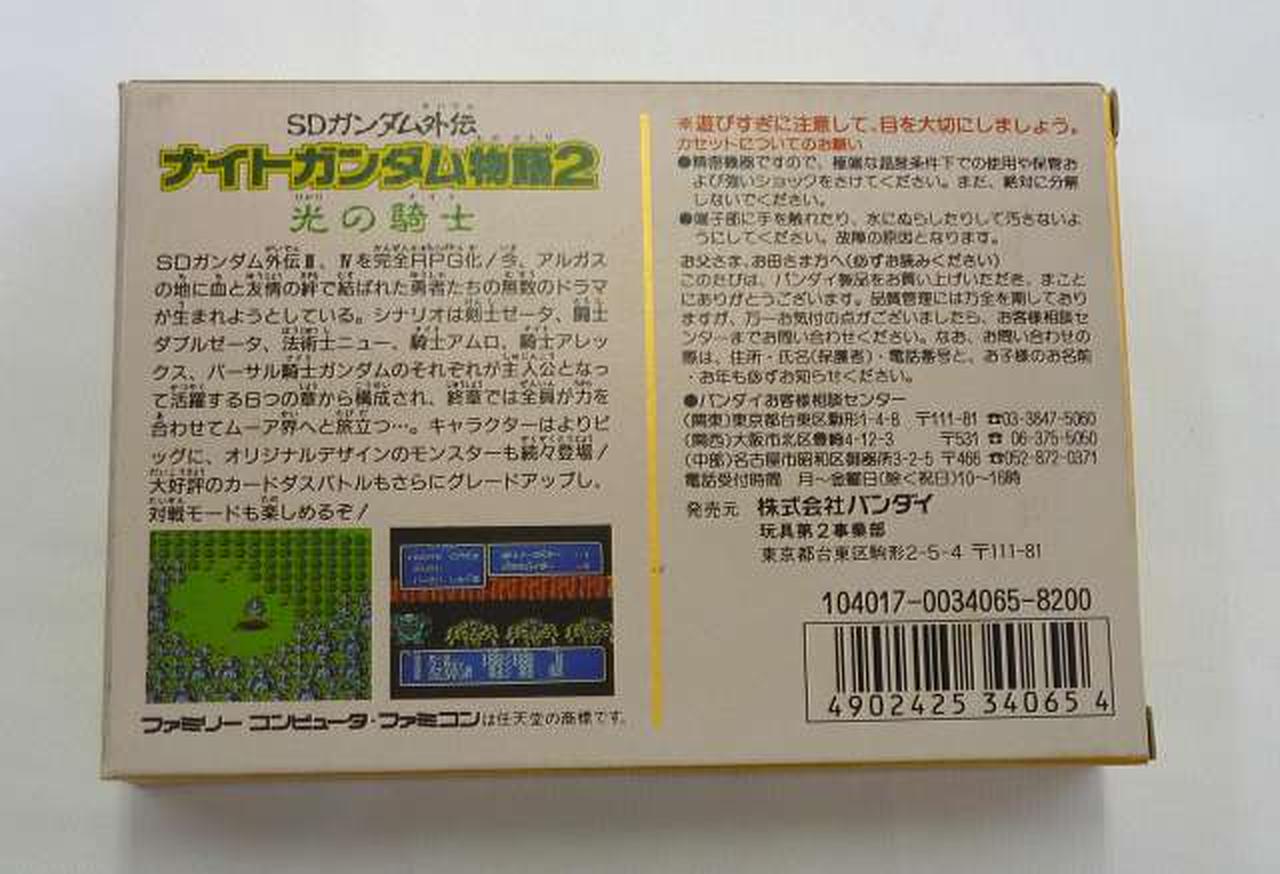 SDガンダム外伝
ナイトガンダム物語2
光の騎士
SDガンダム外伝Ⅲ、Ⅳを完全RPG化!今、アルガス
の地に血と友情の絆で結ばれた勇者たちの無数のドラマ
が生まれようとしている。シナリオは剣士ゼータ、闘士
ダブルゼータ、法術士ニュー、騎士アムロ、騎士アレッ
クス、バーサル騎士ガンダムのそれぞれが主人公となっ
て活躍する6つの章から構成され、終章では全員が力を
合わせてムーア界へと旅立つ…。キャラクターはよりビ
ッグに、オリジナルデザインのモンスターも続々登場!
大好評のカードダスバトルもさらにグレードアップし、
対戦モードも楽しめるぞ!
ファミリーコンピュータ・ファミコンは任天堂の商標です。
※遊びすぎに注意して、目を大切にしましょう。
カセットについてのお願い
●精密機器ですので、極端な温度条件下での使用や保管お
よび強いショックをさけてください。また、絶対に分解
しないでください。
●端子部に手を触れたり、水にぬらしたりして汚さないよ
うにしてください。故障の原因となります。
お父さま、お母さま方へ(必ずお読みください)
このたびは、バンダイ製品をお買い上げいただき、まこと
にありがとうございます。品質管理には万全を期しており
ますが、万一お気付の点がございましたら、お客様相談セ
ンターまでお問い合わせください。なお、お問い合わせの
際は、住所・氏名(保護者)・電話番号と、お子様のお名前
・お年も必ずお知らせください。
●バンダイお客様相談センター
(関東)東京都台東区駒形1-4-8 〒111-81 ☎03-3847-5060
(関西)大阪市北区豊崎4-12-3 〒531 ☎06-375-5050
(中部)名古屋市昭和区御器所3-2-5 〒466 ☎052-872-0371
電話受付時間 月〜金曜日(除く祝日)10〜16時
発売元 株式会社バンダイ
玩具第2事業部
東京都台東区駒形2-5-4 〒111-81
104017-0034065-8200
4902425 34065 4